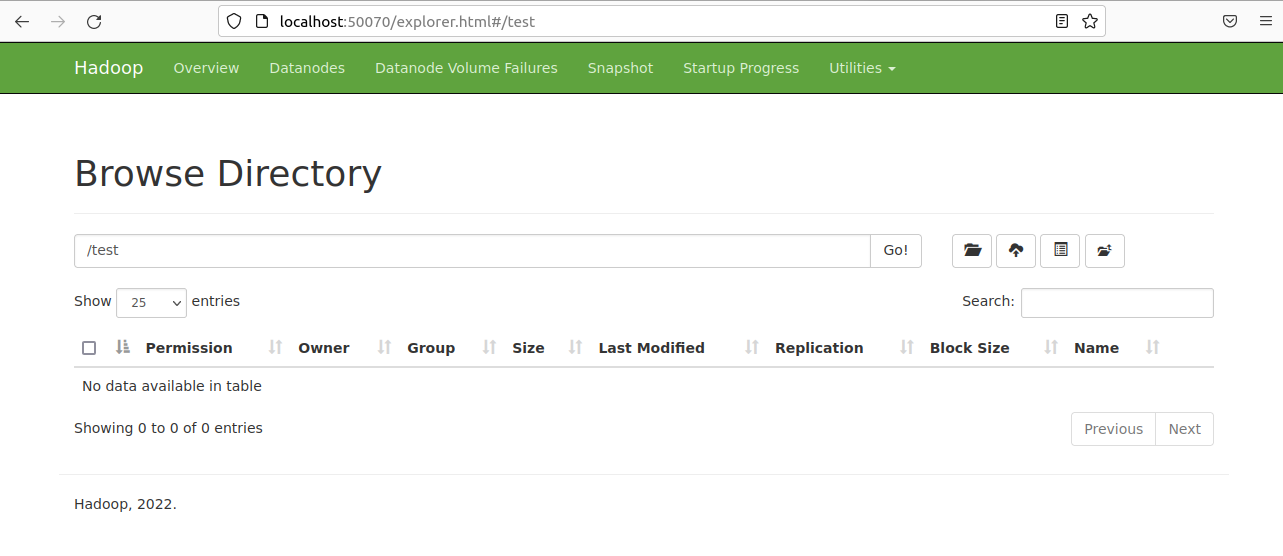 localhost:50070/explorer.html#/test
Hadoop Overview Datanodes Datanode Volume Failures Snapshot Startup Progress Utilities
Browse Directory
/test Go!
Show 25 entries Search:
Permission Owner Group Size Last Modified Replication Block Size Name
No data available in table
Showing 0 to 0 of 0 entries Previous Next
Hadoop, 2022.